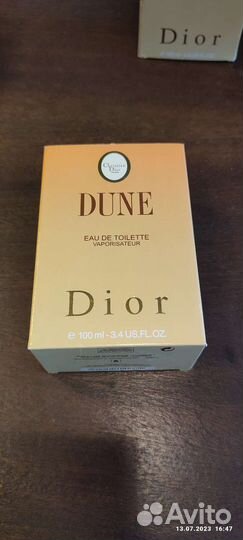 Dior
Christian
Dior
DUNE
EAU DE TOILETTE
VAPORISATEUR
Dior
e 100 ml - 3.4 US.FL.OZ.
Avito
13.07.2023 16:47